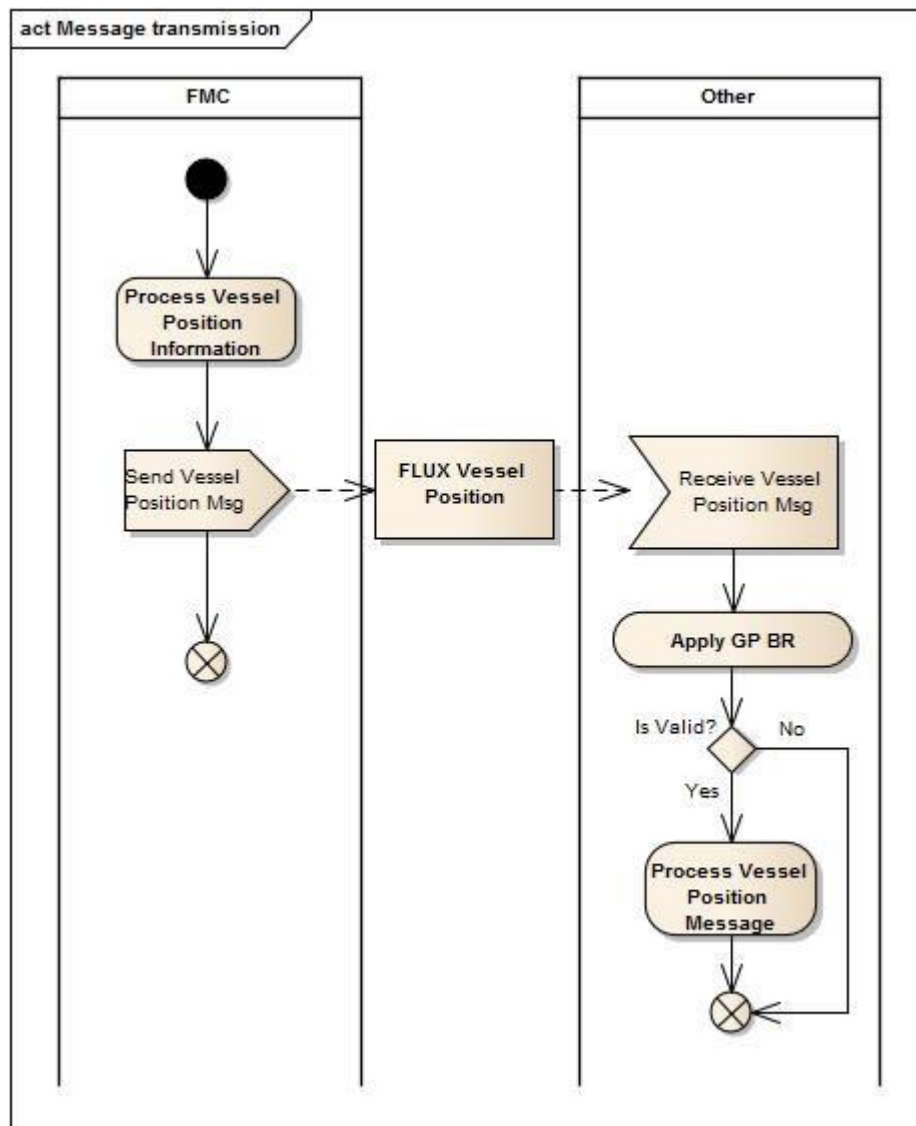 act Message transmission
FMC
Other
Process Vessel
Position
Information
Send Vessel
Position Msg
FLUX Vessel
Position
Receive Vessel
Position Msg
Apply GP BR
Is Valid?
No
Yes
Process Vessel
Position
Message